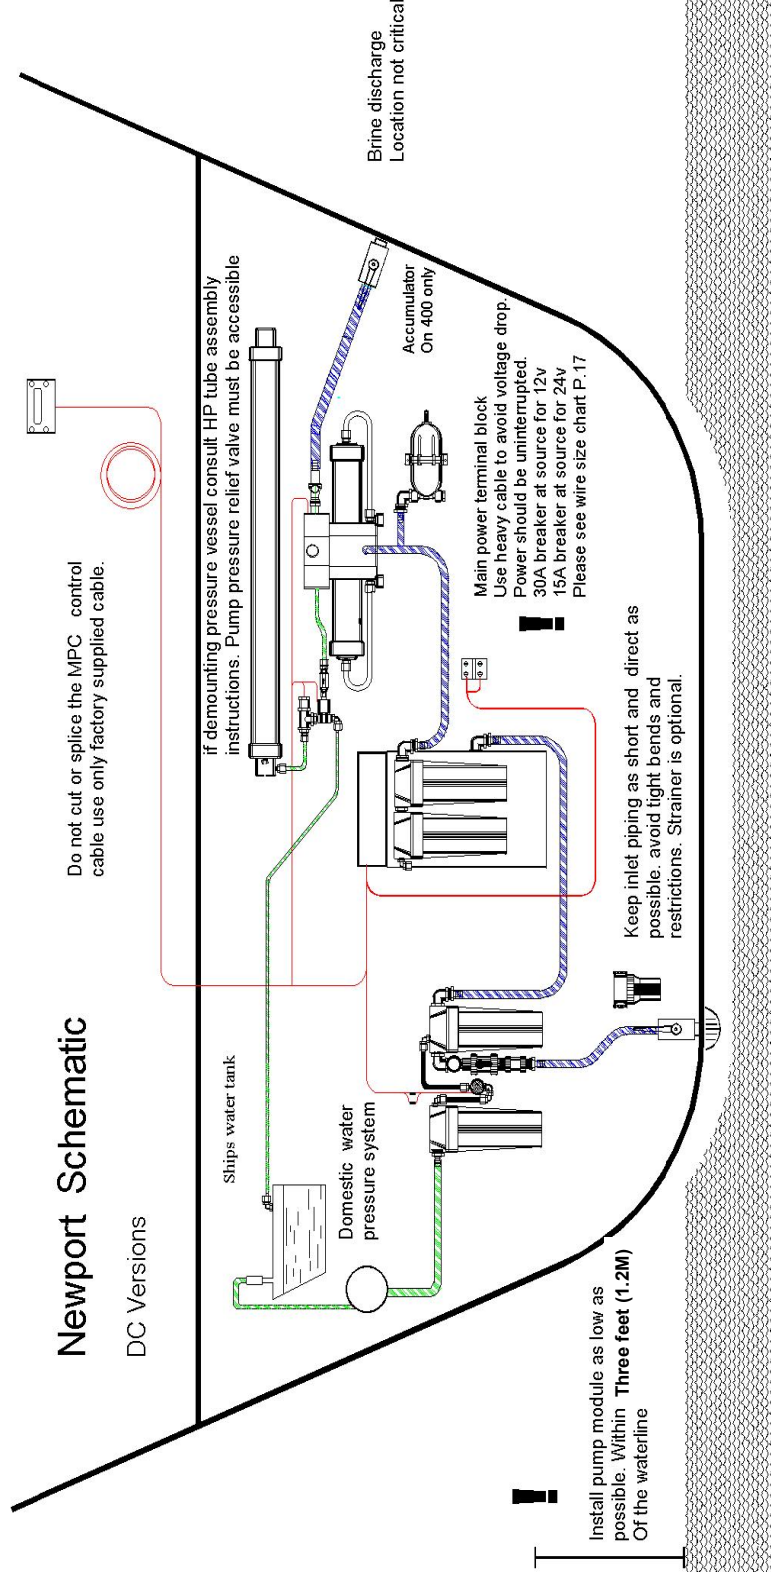 Newport Schematic
DC Versions
Do not cut or splice the MPC control
cable use only factory supplied cable.
if demounting pressure vessel consult HP tube assembly
instructions. Pump pressure relief valve must be accessible
Brine discharge
Location not critical
Ships water tank
Domestic water
pressure system
Accumulator
On 400 only
Main power terminal block
Use heavy cable to avoid voltage drop.
Power should be uninterrupted.
30A breaker at source for 12v
15A breaker at source for 24v
Please see wire size chart P.17
Keep inlet piping as short and direct as
possible. avoid tight bends and
restrictions. Strainer is optional.
Install pump module as low as
possible. Within Three feet (1.2M)
Of the waterline